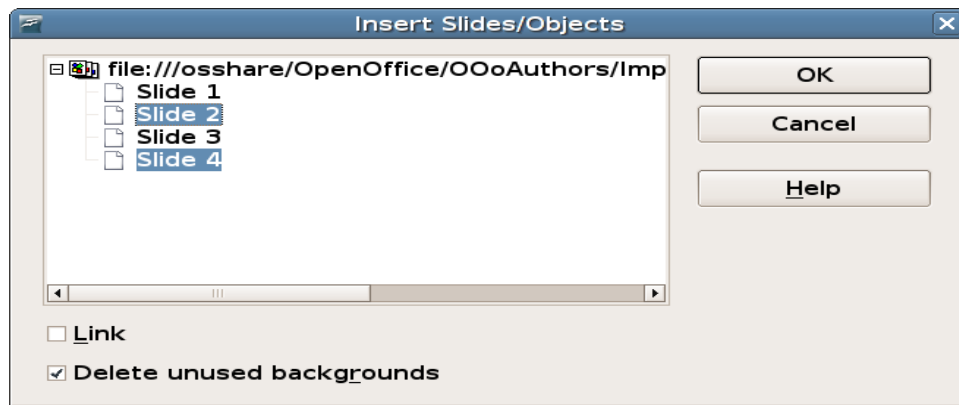 Insert Slides/Objects
file:///osshare/OpenOffice/OOoAuthors/Imp
Slide 1
Slide 2
Slide 3
Slide 4
OK
Cancel
Help
Link
Delete unused backgrounds